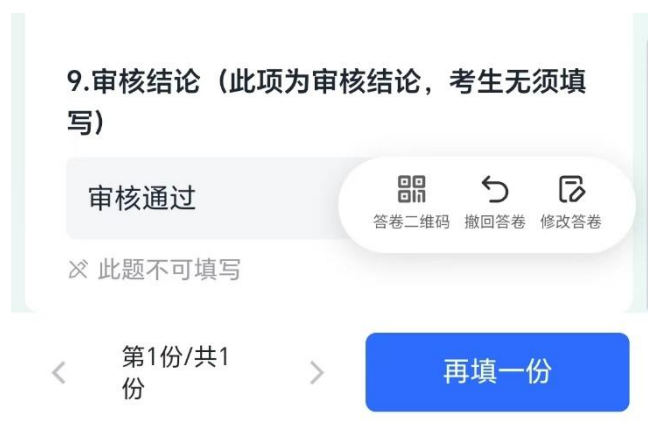 9.审核结论（此项为审核结论，考生无须填
写）
审核通过
答卷二维码 撤回答卷 修改答卷
此题不可填写
第1份/共1
份
再填一份